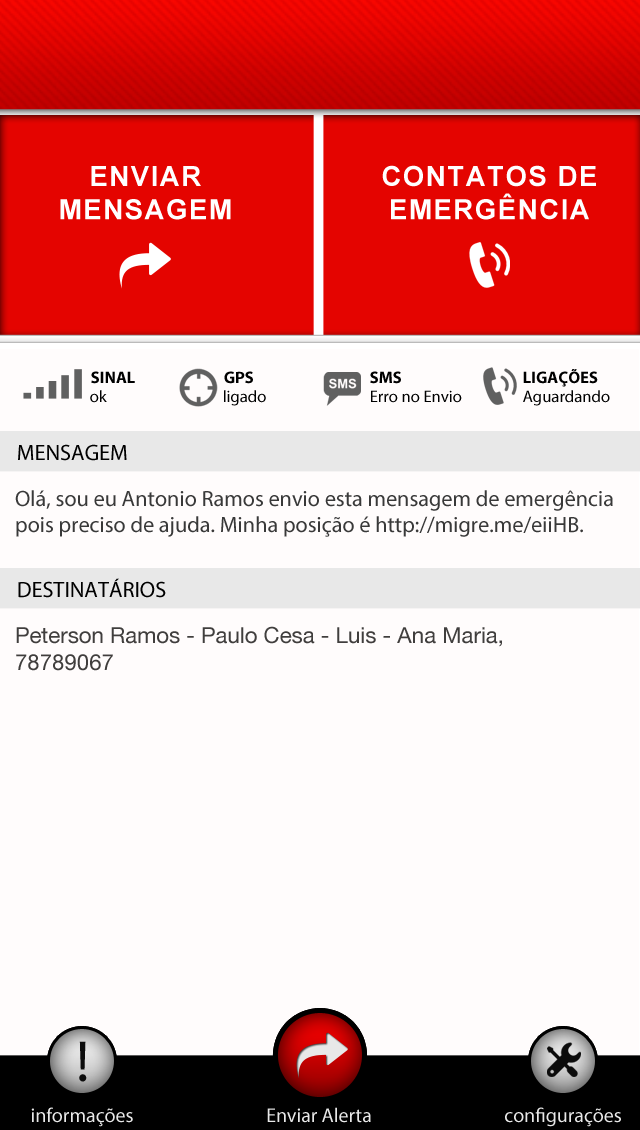 ENVIAR
MENSAGEM
CONTATOS DE
EMERGÊNCIA
SINAL
ok
GPS
ligado
SMS
SMS
Erro no Envio
LIGAÇÕES
Aguardando
MENSAGEM
Olá, sou eu Antonio Ramos envio esta mensagem de emergência
pois preciso de ajuda. Minha posição é http://migre.me/eiiHB.
DESTINATÁRIOS
Peterson Ramos - Paulo Cesa - Luis - Ana Maria,
78789067
informações
Enviar Alerta
configurações